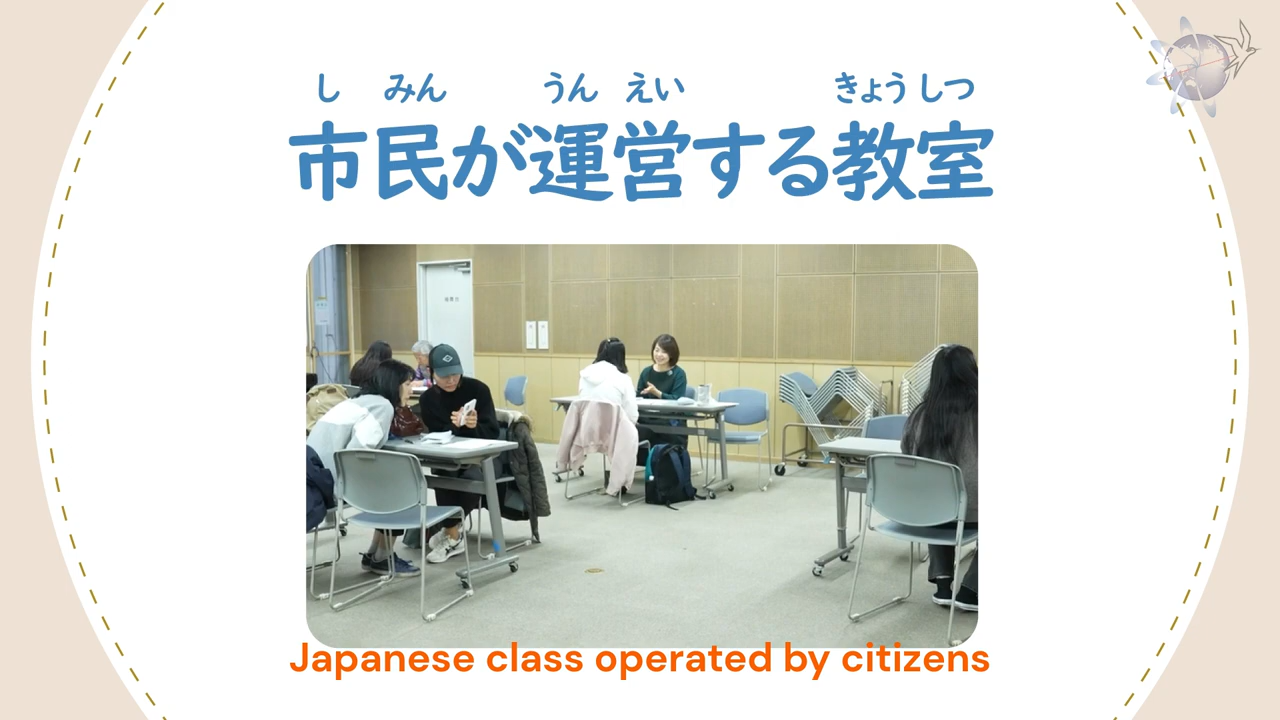 し みん うん えい きょう しつ
市民が運営する教室
Japanese class operated by citizens